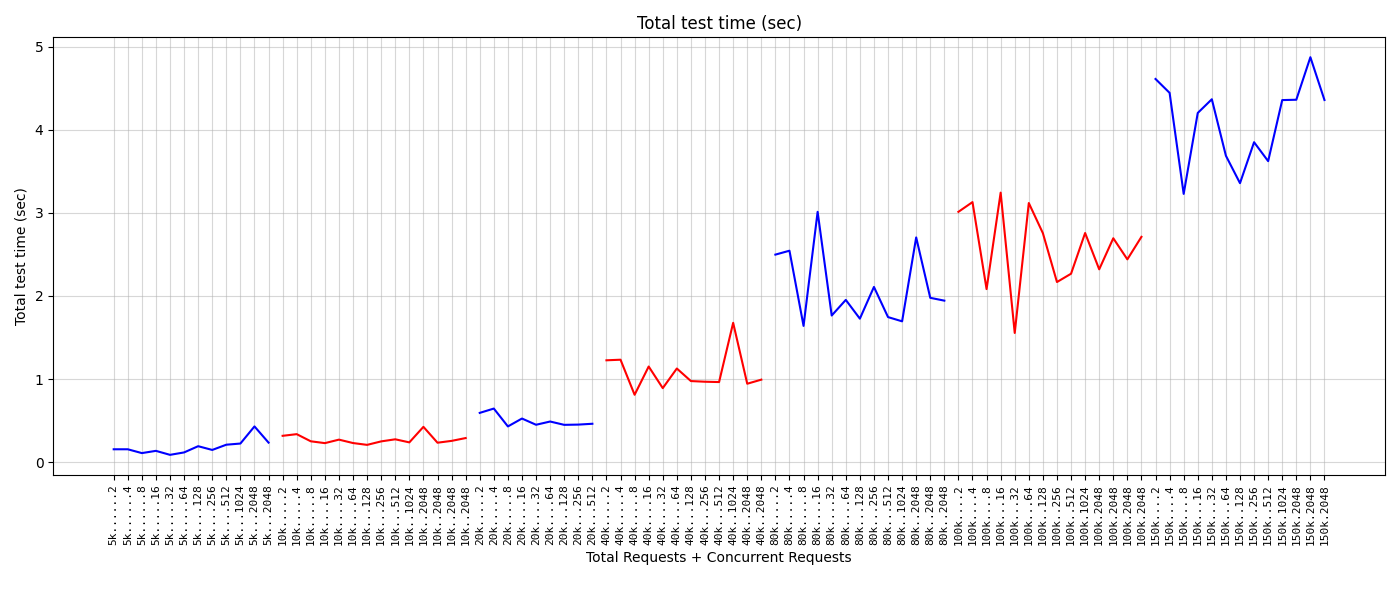 Total test time (sec)
5
4
3
2
1
0
Total test time (sec)
5k......2
5k......4
5k......8
5k.....16
5k.....32
5k.....64
5k....128
5k....256
5k....512
5k...1024
5k...2048
5k...2048
10k.....2
10k.....4
10k.....8
10k....16
10k....32
10k....64
10k...128
10k...256
10k...512
10k..1024
10k..2048
10k..2048
10k..2048
10k..2048
20k.....2
20k.....4
20k.....8
20k....16
20k....32
20k....64
20k...128
20k...256
20k...512
40k.....2
40k.....4
40k.....8
40k....16
40k....32
40k....64
40k...128
40k...256
40k...512
40k..1024
40k..2048
40k..2048
80k.....2
80k.....4
80k.....8
80k....16
80k....32
80k....64
80k...128
80k...256
80k...512
80k..1024
80k..2048
80k..2048
80k..2048
100k....2
100k....4
100k....8
100k...16
100k...32
100k...64
100k..128
100k..256
100k..512
100k.1024
100k.2048
100k.2048
100k.2048
100k.2048
150k....2
150k....4
150k....8
150k...16
150k...32
150k...64
150k..128
150k..256
150k..512
150k.1024
150k.2048
150k.2048
150k.2048
Total Requests + Concurrent Requests